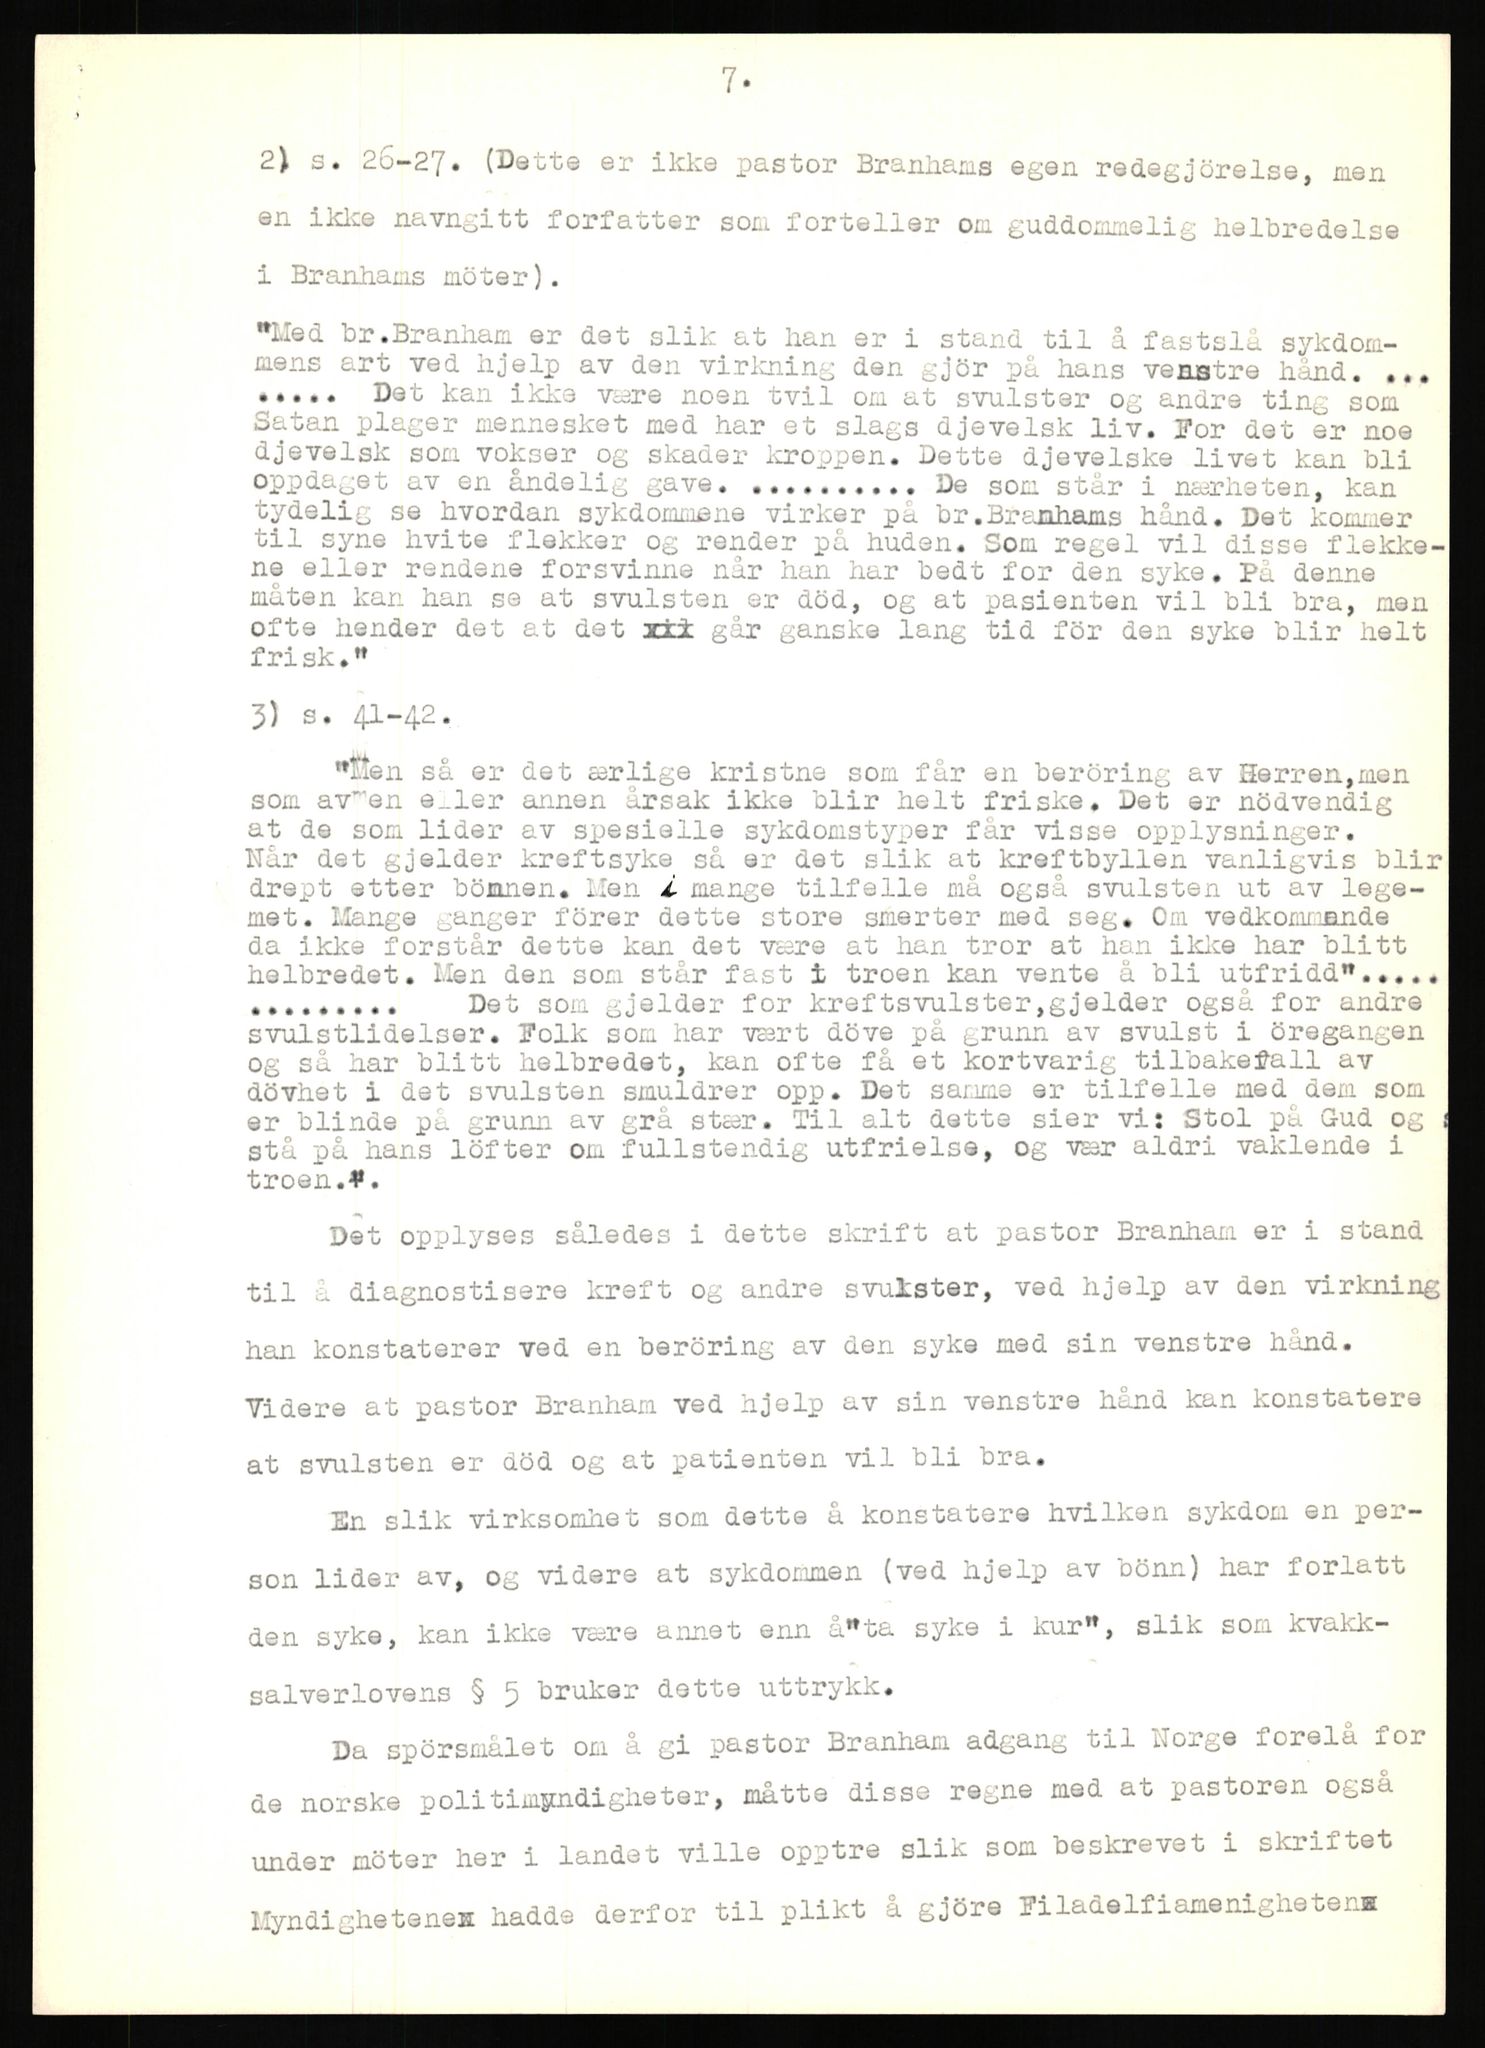 7.
2) s. 26-27. (Dette er ikke pastor Branhams egen redegjörelse, men
en ikke navngitt forfatter som forteller om guddommelig helbredelse
i Branhams möter).
"Med br.Branham er det slik at han er i stand til å fastslå sykdom-
mens art ved hjelp av den virkning den gjör på hans venstre hånd. ...
..... Det kan ikke være noen tvil om at svulster og andre ting som
Satan plager mennesket med har et slags djevelsk liv. For det er noe
djevelsk som vokser og skader kroppen. Dette djevelske livet kan bli
oppdaget av en åndelig gave. .......... De som står i nærheten, kan
tydelig se hvordan sykdommene virker på br.Branhams hånd. Det kommer
til syne hvite flekker og render på huden. Som regel vil disse flekke-
ne eller rendene forsvinne når han har bedt for den syke. På denne
måten kan han se at svulsten er död, og at pasienten vil bli bra, men
ofte hender det at det går ganske lang tid för den syke blir helt
frisk."
3) s. 41-42.
"Men så er det ærlige kristne som får en beröring av Herren,men
som av en eller annen årsak ikke blir helt friske. Det er nödvendig
at de som lider av spesielle sykdomstyper får visse opplysninger.
Når det gjelder kreftsyke så er det slik at kreftbyllen vanligvis blir
drept etter bönnen. Men i mange tilfelle må også svulsten ut av lege-
met. Mange ganger förer dette store smerter med seg. Om vedkommende
da ikke forstår dette kan det være at han tror at han ikke har blitt
helbredet. Men den som står fast i troen kan vente å bli utfridd".....
......... Det som gjelder for kreftsvulster,gjelder også for andre
svulstlidelser. Folk som har vært döve på grunn av svulst i öregangen
og så har blitt helbredet, kan ofte få et kortvarig tilbakefall av
dövhet i det svulsten smuldrer opp. Det samme er tilfelle med dem som
er blinde på grunn av grå stær. Til alt dette sier vi: Stol på Gud og s
stå på hans löfter om fullstendig utfrielse, og vær aldri vaklende i
troen.".
Det opplyses således i dette skrift at pastor Branham er i stand
til å diagnostisere kreft og andre svulster, ved hjelp av den virkning
han konstaterer ved en beröring av den syke med sin venstre hånd.
Videre at pastor Branham ved hjelp av sin venstre hånd kan konstatere
at svulsten er död og at patienten vil bli bra.
En slik virksomhet som dette å konstatere hvilken sykdom en per-
son lider av, og videre at sykdommen (ved hjelp av bönn) har forlatt
den syke, kan ikke være annet enn å"ta syke i kur", slik som kvakk-
salverlovens § 5 bruker dette uttrykk.
Da spörsmålet om å gi pastor Branham adgang til Norge forelå for
de norske politimyndigheter, måtte disse regne med at pastoren også
under möter her i landet ville opptre slik som beskrevet i skriftet
Myndighetene hadde derfor til plikt å gjöre Filadelfiamenigheten